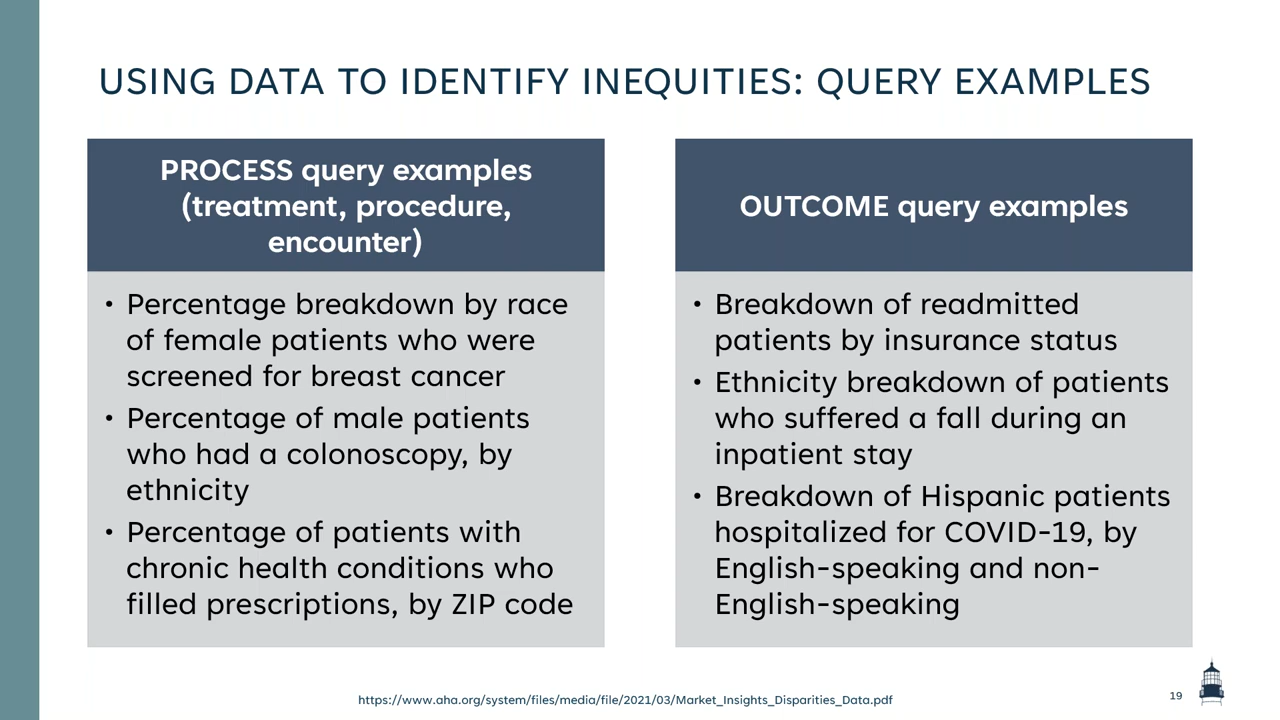 USING DATA TO IDENTIFY INEQUITIES: QUERY EXAMPLES
PROCESS query examples
(treatment, procedure,
encounter)
• Percentage breakdown by race
of female patients who were
screened for breast cancer
• Percentage of male patients
who had a colonoscopy, by
ethnicity
• Percentage of patients with
chronic health conditions who
filled prescriptions, by ZIP code
OUTCOME query examples
• Breakdown of readmitted
patients by insurance status
• Ethnicity breakdown of patients
who suffered a fall during an
inpatient stay
• Breakdown of Hispanic patients
hospitalized for COVID-19, by
English-speaking and non-
English-speaking
https://www.aha.org/system/files/media/file/2021/03/Market_Insights_Disparities_Data.pdf
19